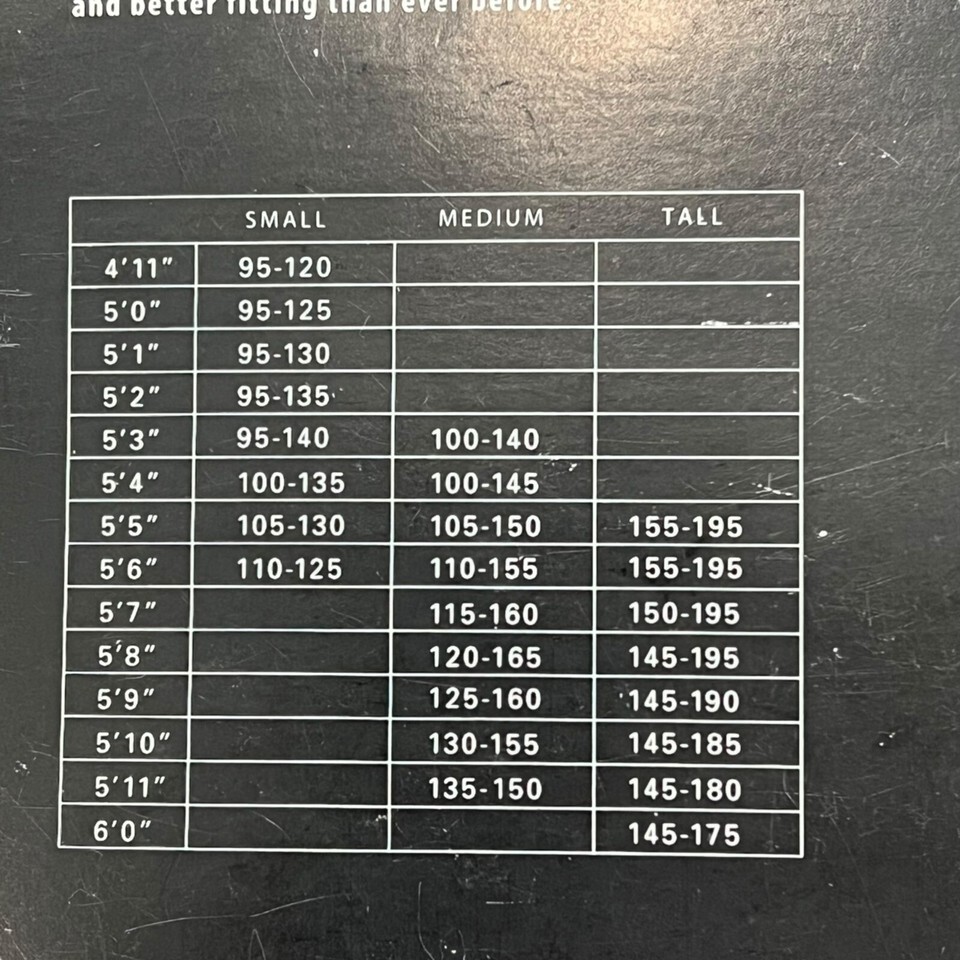 and better fitting than ever before.
SMALL MEDIUM TALL
4'11" 95-120
5'0" 95-125
5'1" 95-130
5'2" 95-135
5'3" 95-140 100-140
5'4" 100-135 100-145
5'5" 105-130 105-150 155-195
5'6" 110-125 110-155 155-195
5'7" 115-160 150-195
5'8" 120-165 145-195
5'9" 125-160 145-190
5'10" 130-155 145-185
5'11" 135-150 145-180
6'0" 145-175